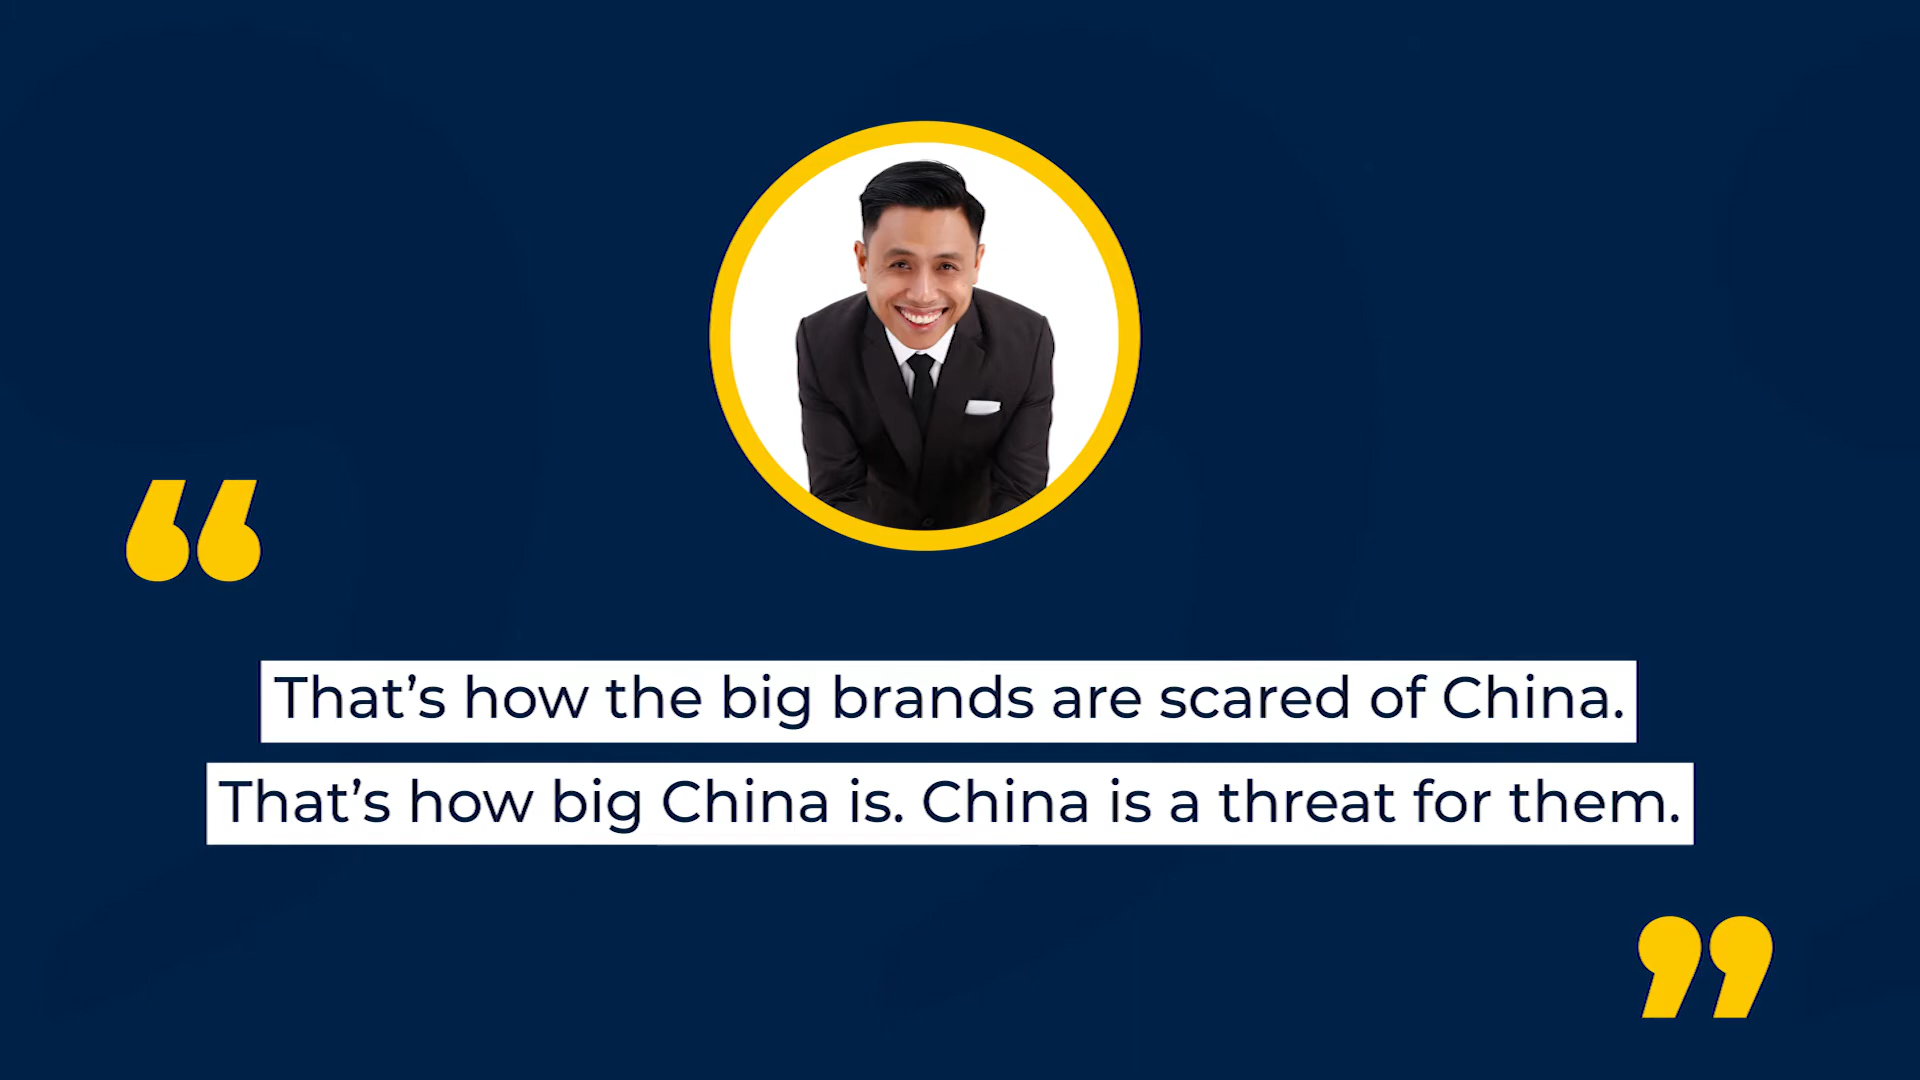 “
That’s how the big brands are scared of China.
That’s how big China is. China is a threat for them.
”